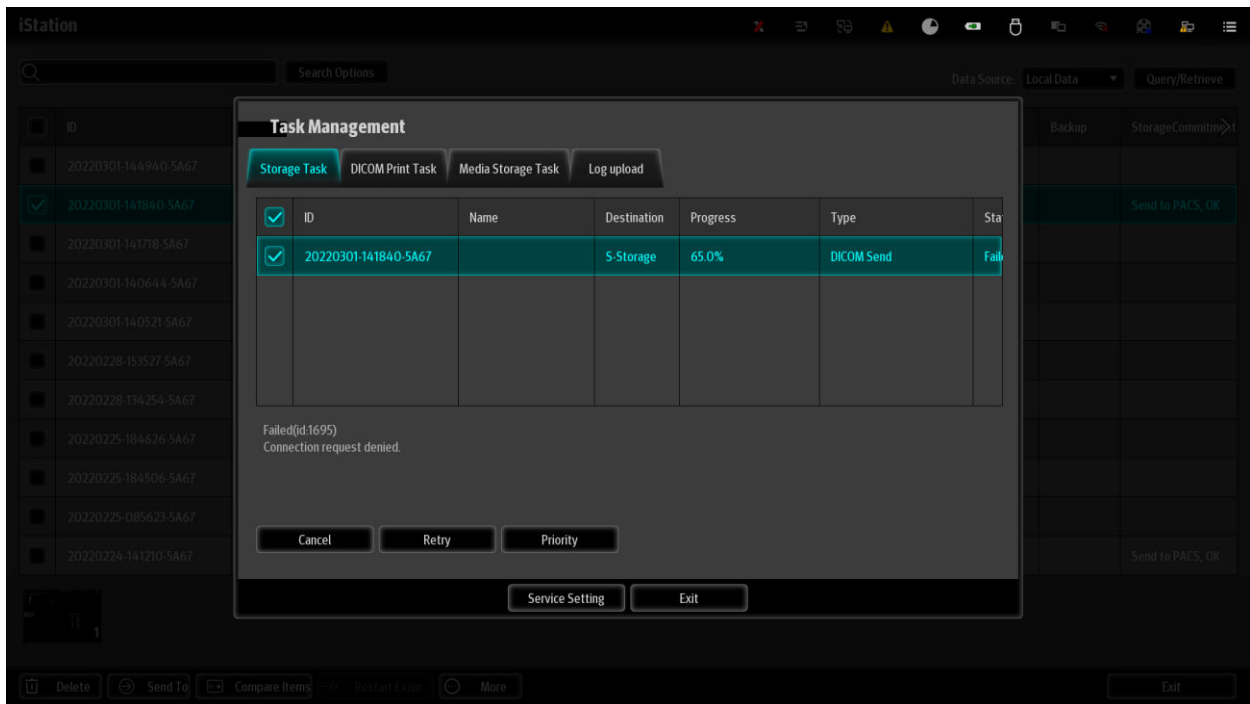 iStation
Search Options
Data Source: Local Data
Query/Retrieve
ID
Backup
StorageCommitment
20220301-144940-5A67
20220301-141840-5A67
Send to PACS, OK
20220301-141718-5A67
20220301-140644-5A67
20220301-140521-5A67
20220228-153527-5A67
20220228-134254-5A67
20220225-184626-5A67
20220225-184506-5A67
20220225-085623-5A67
20220224-141210-5A67
Send to PACS, OK
Task Management
Storage Task
DICOM Print Task
Media Storage Task
Log upload
ID Name Destination Progress Type Sta
20220301-141840-5A67 S-Storage 65.0% DICOM Send Faile
Failed(id:1695)
Connection request denied.
Cancel
Retry
Priority
Service Setting
Exit
1
Delete
Send To
Compare Items
Restart Exam
More
Exit